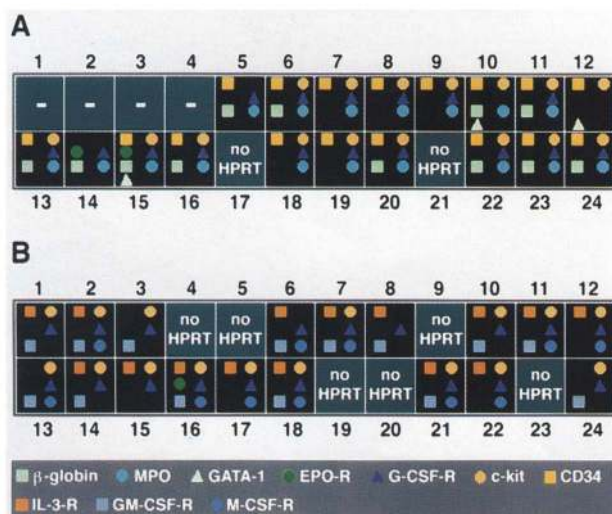 A
1 2 3 4 5 6 7 8 9 10 11 12
- - - -
no HPRT no HPRT
13 14 15 16 17 18 19 20 21 22 23 24
B
1 2 3 4 5 6 7 8 9 10 11 12
no HPRT no HPRT no HPRT
no HPRT no HPRT no HPRT
13 14 15 16 17 18 19 20 21 22 23 24
β-globin MPO GATA-1 EPO-R G-CSF-R c-kit CD34
IL-3-R GM-CSF-R M-CSF-R